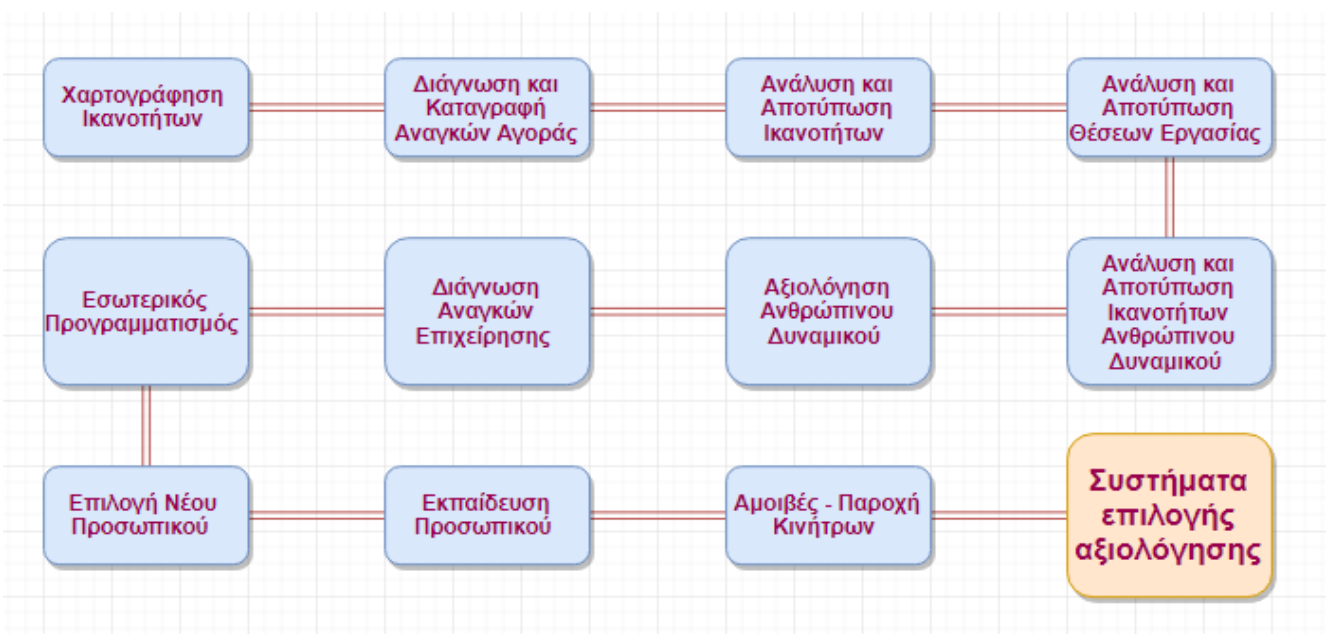 Χαρτογράφηση
Ικανοτήτων
Διάγνωση και
Καταγραφή
Αναγκών Αγοράς
Ανάλυση και
Αποτύπωση
Ικανοτήτων
Ανάλυση και
Αποτύπωση
Θέσεων Εργασίας
Εσωτερικός
Προγραμματισμός
Διάγνωση
Αναγκών
Επιχείρησης
Αξιολόγηση
Ανθρώπινου
Δυναμικού
Ανάλυση και
Αποτύπωση
Ικανοτήτων
Ανθρώπινου
Δυναμικού
Επιλογή Νέου
Προσωπικού
Εκπαίδευση
Προσωπικού
Αμοιβές - Παροχή
Κινήτρων
Συστήματα
επιλογής
αξιολόγησης